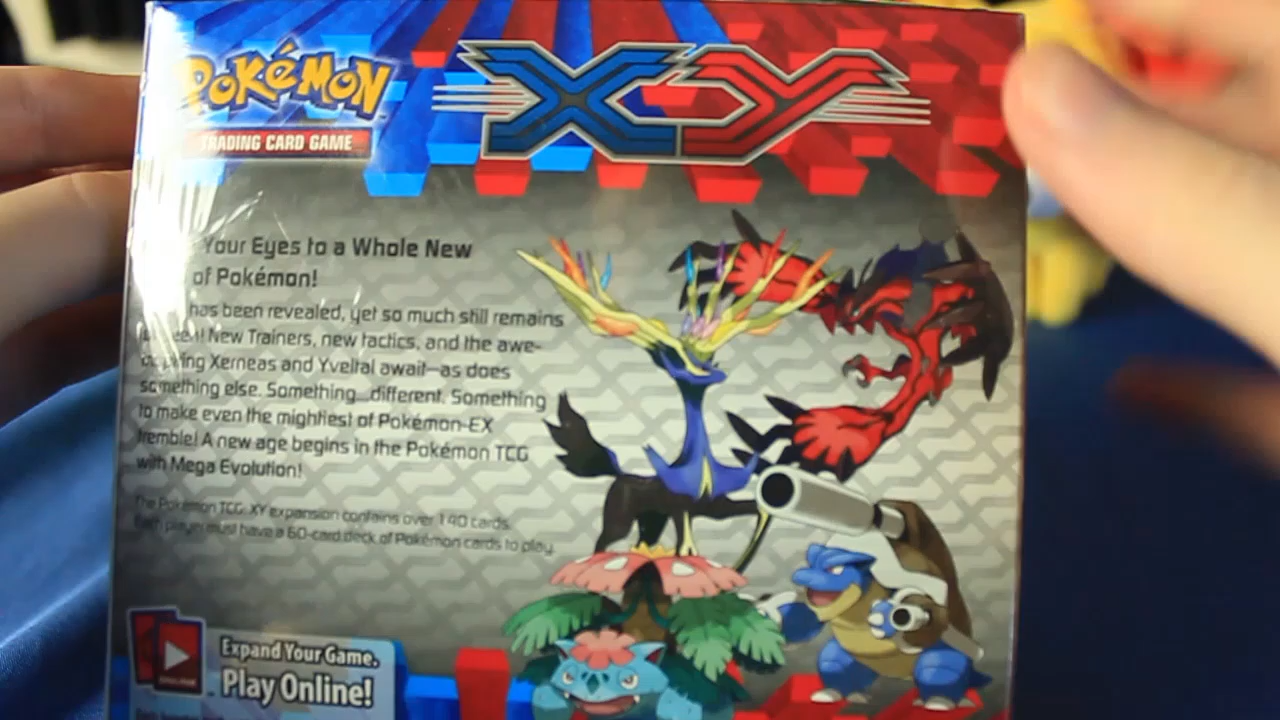 POKÉMON
TRADING CARD GAME
XY
Your Eyes to a Whole New
of Pokémon!
has been revealed, yet so much still remains
New Trainers, new tactics, and the awe-
Xerneas and Yveltal await—as does
something else. Something...different. Something
to make even the mightiest of Pokémon-EX
tremble! A new age begins in the Pokémon TCG
with Mega Evolution!
The Pokémon TCG: XY expansion contains over 140 cards.
Each player must have a 60-card deck of Pokémon cards to play.
ONLINE
Expand Your Game.
Play Online!